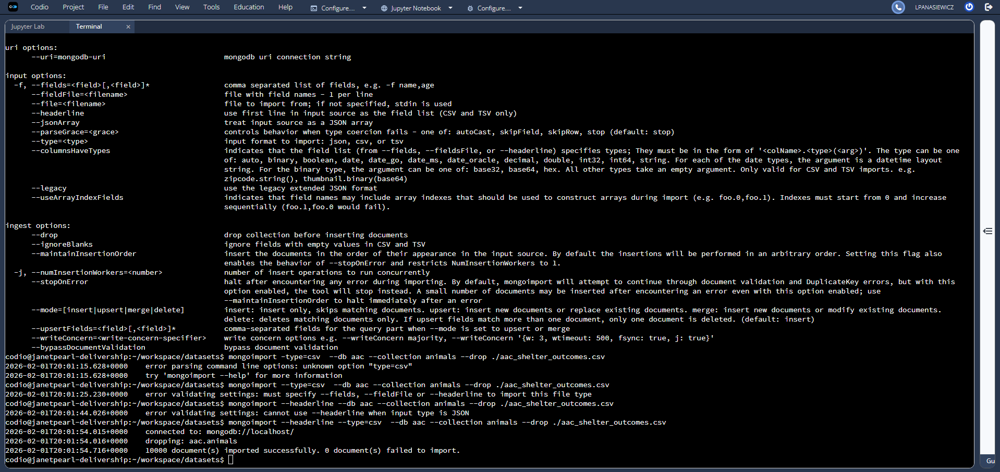 Codio Project File Edit Find View Tools Education Help Configure.... Jupyter Notebook Configure.... LPANASIEWICZ
Jupyter Lab Terminal ×
uri options:
--uri=mongodb-uri mongodb uri connection string
input options:
-f, --fields=<field>[,<field>]* comma separated list of fields, e.g. -f name,age
--fieldFile=<filename> file with field names - 1 per line
--file=<filename> file to import from; if not specified, stdin is used
--headerline use first line in input source as the field list (CSV and TSV only)
--jsonArray treat input source as a JSON array
--parseGrace=<grace> controls behavior when type coercion fails - one of: autoCast, skipField, skipRow, stop (default: stop)
--type=<type> input format to import: json, csv, or tsv
--columnsHaveTypes indicates that the field list (from --fields, --fieldsFile, or --headerline) specifies types; They must be in the form of '<colName>.<type>(<arg>)'. The type can be one
of: auto, binary, boolean, date, date_go, date_ms, date_oracle, decimal, double, int32, int64, string. For each of the date types, the argument is a datetime layout
string. For the binary type, the argument can be one of: base32, base64, hex. All other types take an empty argument. Only valid for CSV and TSV imports. e.g.
zipcode.string(), thumbnail.binary(base64)
--legacy use the legacy extended JSON format
--useArrayIndexFields indicates that field names may include array indexes that should be used to construct arrays during import (e.g. foo.0,foo.1). Indexes must start from 0 and increase
sequentially (foo.1,foo.0 would fail).
ingest options:
--drop drop collection before inserting documents
--ignoreBlanks ignore fields with empty values in CSV and TSV
--maintainInsertionOrder insert the documents in the order of their appearance in the input source. By default the insertions will be performed in an arbitrary order. Setting this flag also
enables the behavior of --stopOnError and restricts NumInsertionWorkers to 1.
-j, --numInsertionWorkers=<number> number of insert operations to run concurrently
--stopOnError halt after encountering any error during importing. By default, mongoimport will attempt to continue through document validation and DuplicateKey errors, but with this
option enabled, the tool will stop instead. A small number of documents may be inserted after encountering an error even with this option enabled; use
--maintainInsertionOrder to halt immediately after an error
--mode=[insert|upsert|merge|delete] insert: insert only, skips matching documents. upsert: insert new documents or replace existing documents. merge: insert new documents or modify existing documents.
delete: deletes matching documents only. If upsert fields match more than one document, only one document is deleted. (default: insert)
--upsertFields=<field>[,<field>]* comma-separated fields for the query part when --mode is set to upsert or merge
--writeConcern=<write-concern-specifier> write concern options e.g. --writeConcern majority, --writeConcern '{w: 3, wtimeout: 500, fsync: true, j: true}'
--bypassDocumentValidation bypass document validation
codio@janetpearl-delivership:~/workspace/datasets$ mongoimport -type=csv  --db aac --collection animals --drop ./aac_shelter_outcomes.csv
2026-02-01T20:01:15.628+0000 error parsing command line options: unknown option "type=csv"
2026-02-01T20:01:15.628+0000 try 'mongoimport --help' for more information
codio@janetpearl-delivership:~/workspace/datasets$ mongoimport --type=csv  --db aac --collection animals --drop ./aac_shelter_outcomes.csv
2026-02-01T20:01:25.230+0000 error validating settings: must specify --fields, --fieldFile or --headerline to import this file type
codio@janetpearl-delivership:~/workspace/datasets$ mongoimport --headerline --db aac --collection animals --drop ./aac_shelter_outcomes.csv
2026-02-01T20:01:44.026+0000 error validating settings: cannot use --headerline when input type is JSON
codio@janetpearl-delivership:~/workspace/datasets$ mongoimport --headerline --type=csv  --db aac --collection animals --drop ./aac_shelter_outcomes.csv
2026-02-01T20:01:54.015+0000 connected to: mongodb://localhost/
2026-02-01T20:01:54.016+0000 dropping: aac.animals
2026-02-01T20:01:54.716+0000 10000 document(s) imported successfully. 0 document(s) failed to import.
codio@janetpearl-delivership:~/workspace/datasets$
Gu